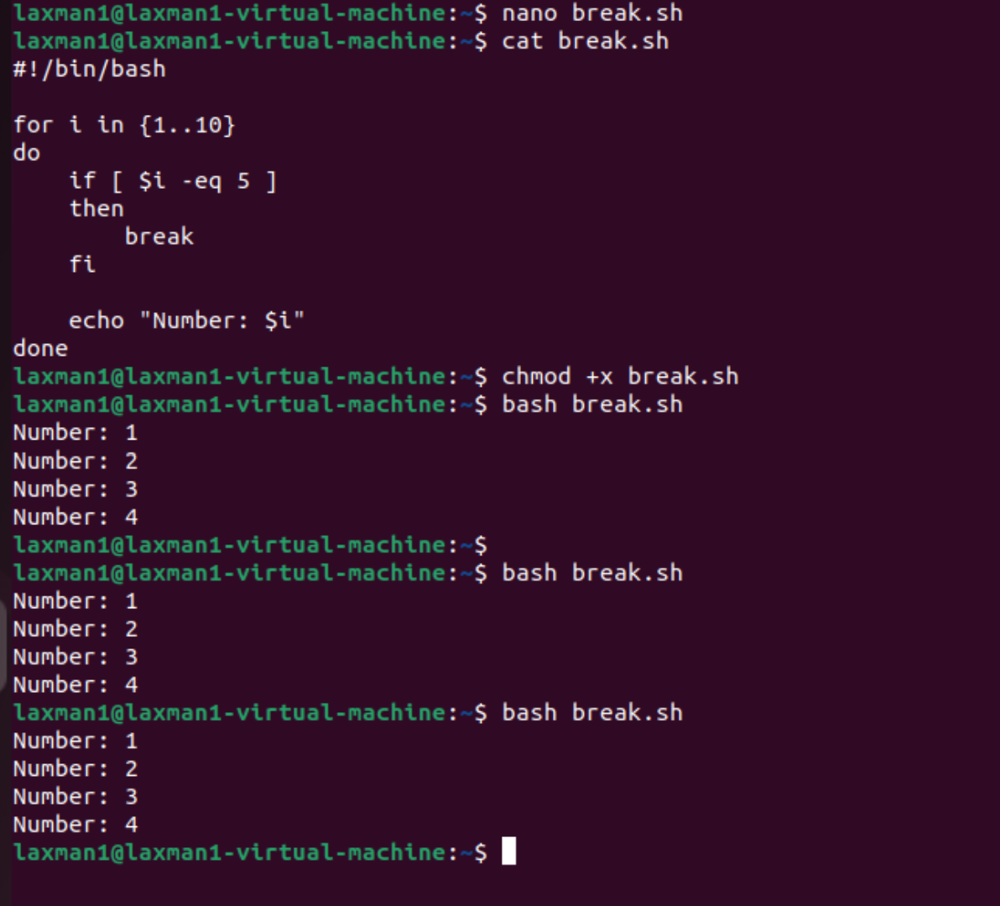 laxman1@laxman1-virtual-machine:~$ nano break.sh
laxman1@laxman1-virtual-machine:~$ cat break.sh
#!/bin/bash

for i in {1..10}
do
    if [ $i -eq 5 ]
    then
        break
    fi

    echo "Number: $i"
done
laxman1@laxman1-virtual-machine:~$ chmod +x break.sh
laxman1@laxman1-virtual-machine:~$ bash break.sh
Number: 1
Number: 2
Number: 3
Number: 4
laxman1@laxman1-virtual-machine:~$
laxman1@laxman1-virtual-machine:~$ bash break.sh
Number: 1
Number: 2
Number: 3
Number: 4
laxman1@laxman1-virtual-machine:~$ bash break.sh
Number: 1
Number: 2
Number: 3
Number: 4
laxman1@laxman1-virtual-machine:~$